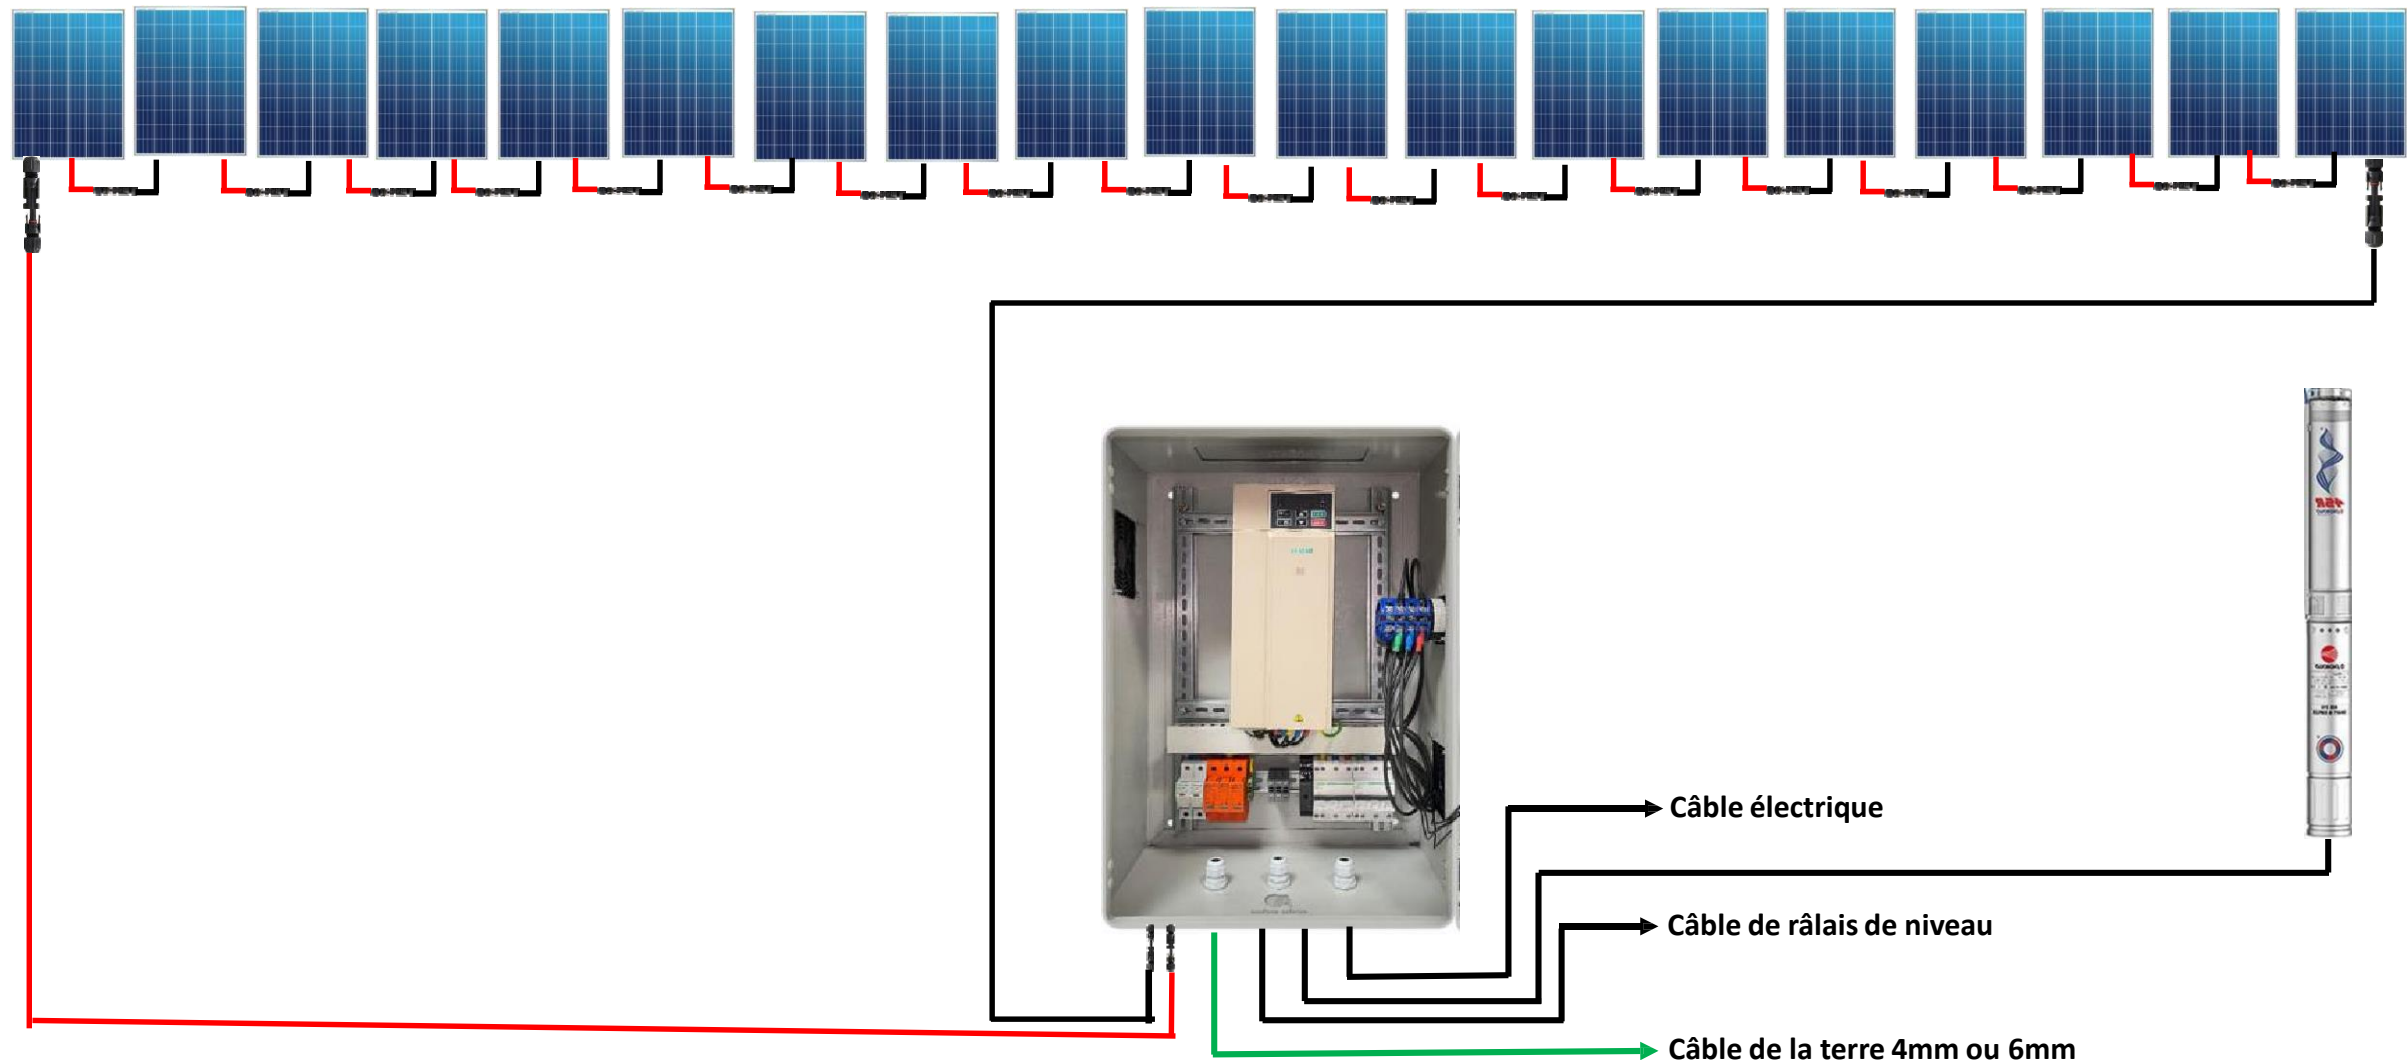 Câble électrique
Câble de râlais de niveau
Câble de la terre 4mm ou 6mm